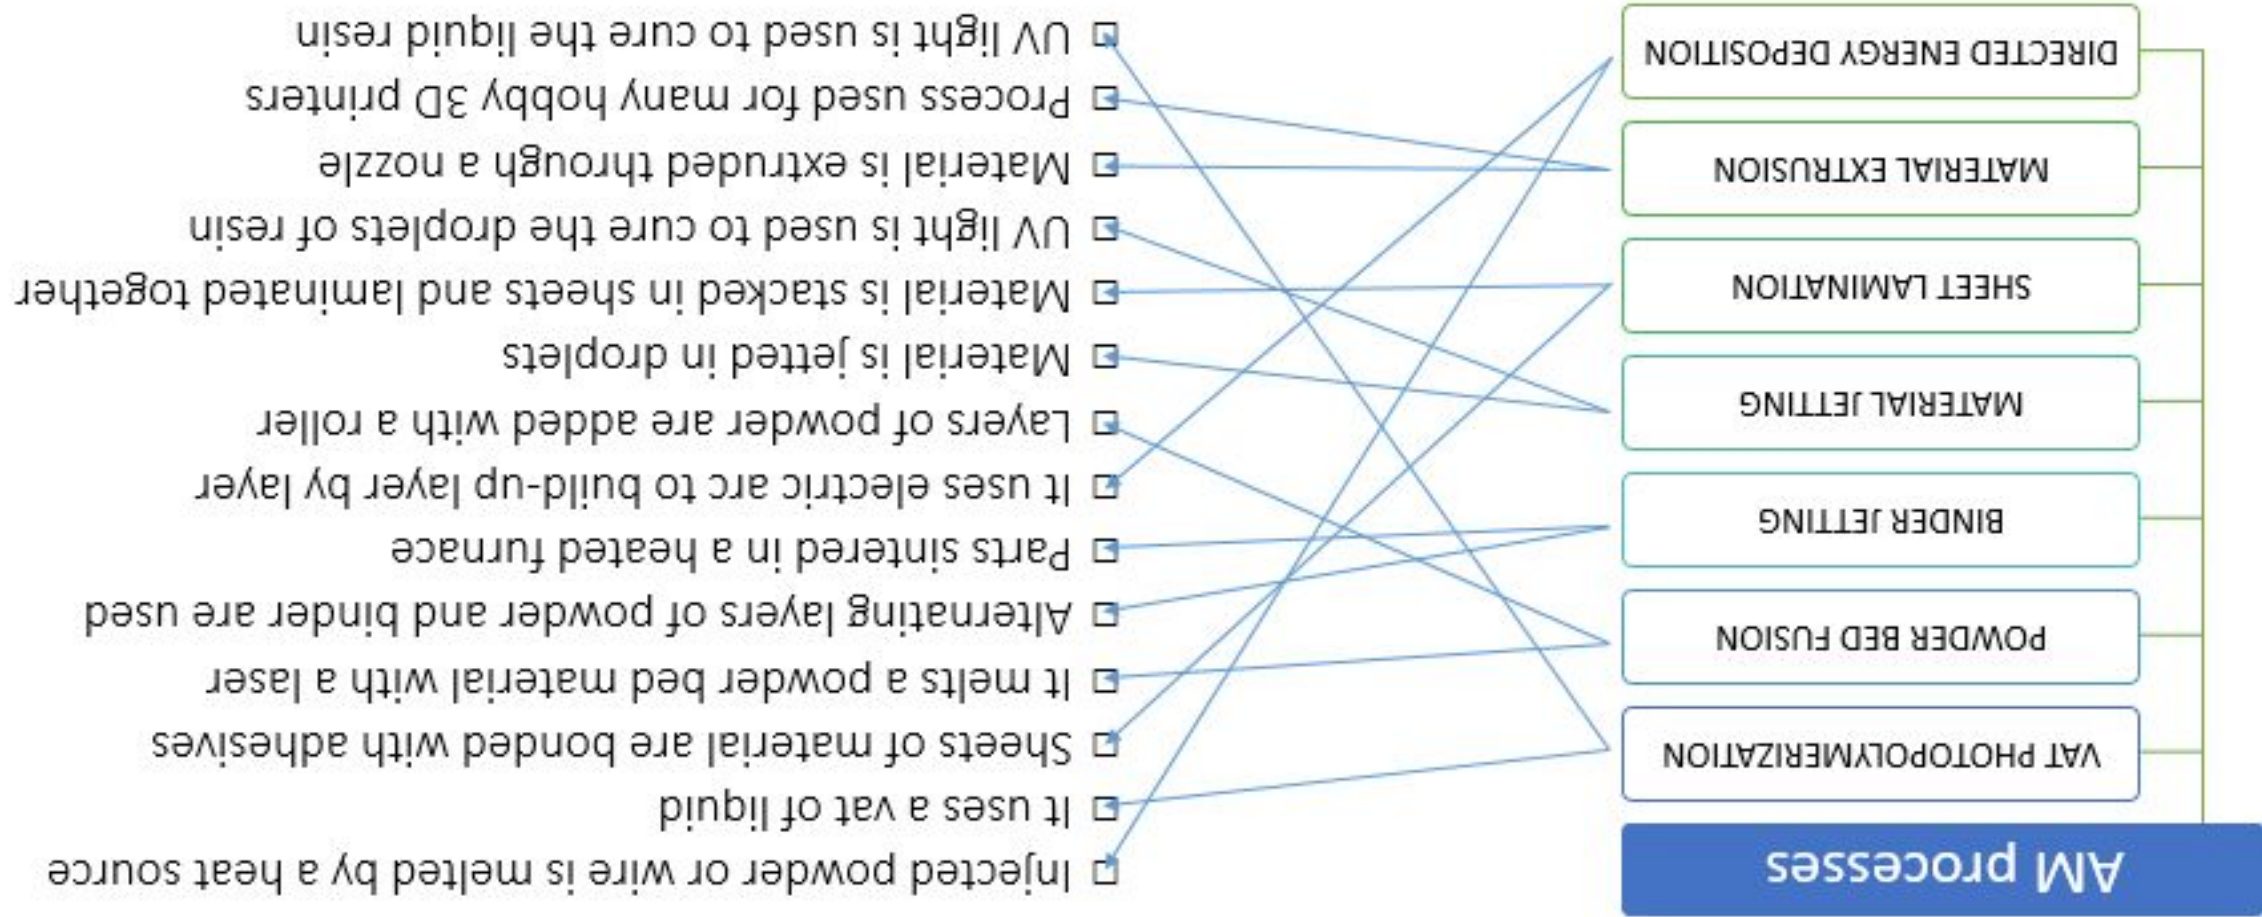 AM processes
VAT PHOTOPOLYMERIZATION
POWDER BED FUSION
BINDER JETTING
MATERIAL JETTING
SHEET LAMINATION
MATERIAL EXTRUSION
DIRECTED ENERGY DEPOSITION
Injected powder or wire is melted by a heat source
It uses a vat of liquid
Sheets of material are bonded with adhesives
It melts a powder bed material with a laser
Alternating layers of powder and binder are used
Parts sintered in a heated furnace
It uses electric arc to build-up layer by layer
Layers of powder are added with a roller
Material is jetted in droplets
Material is stacked in sheets and laminated together
UV light is used to cure the droplets of resin
Material is extruded through a nozzle
Process used for many hobby 3D printers
UV light is used to cure the liquid resin